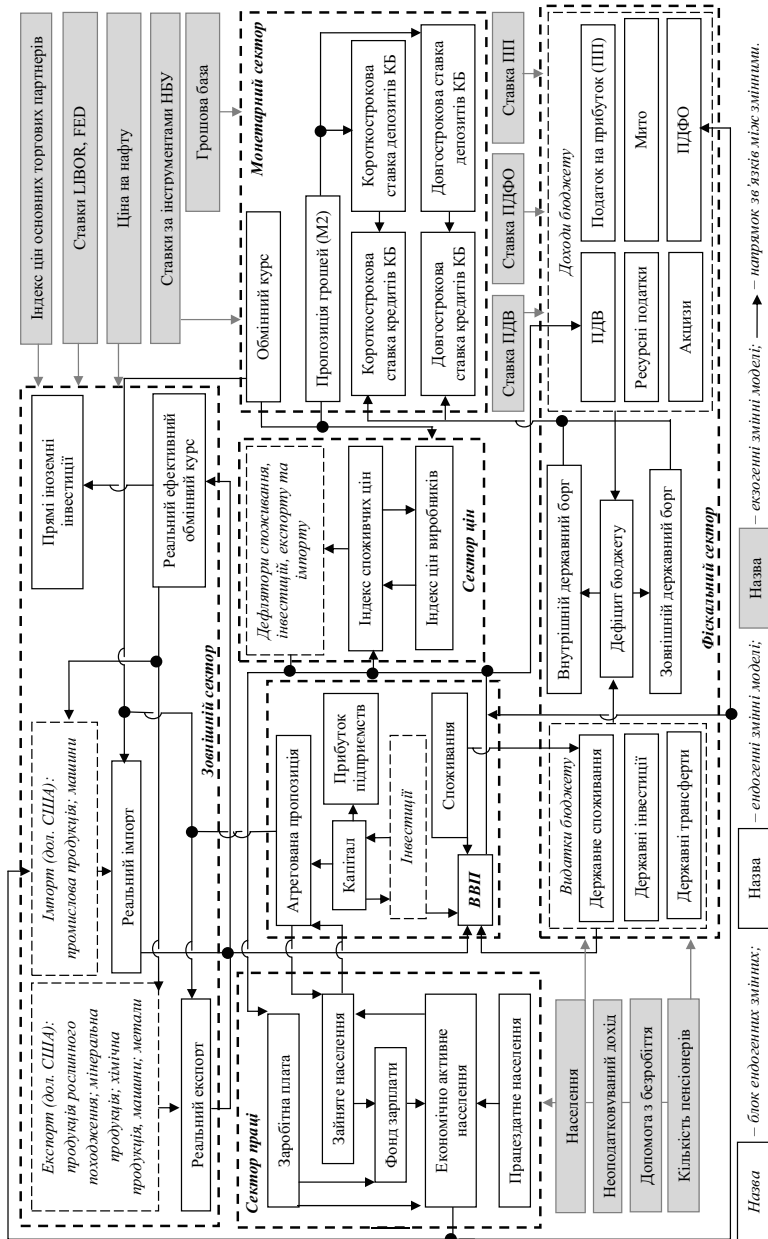 Експорт (дол. США):
продукція рослинного
походження; мінеральна
продукція; хімічна
продукція, машини; метали
Реальний експорт
Імпорт (дол. США):
промислова продукція; машини
Реальний імпорт
Зовнішній сектор
Прямі іноземні
інвестиції
Реальний ефективний
обмінний курс
Індекс цін основних торгових партнерів
Ставки LIBOR, FED
Ціна на нафту
Ставки за інструментами НБУ
Грошова база
Сектор праці
Заробітна плата
Зайняте населення
Фонд зарплати
Економічно активне
населення
Працездатне населення
Агрегована пропозиція
Капітал
Прибуток
підприємств
Інвестиції
Споживання
ВВП
Дефлятори споживання,
інвестицій, експорту та
імпорту
Індекс споживчих цін
Індекс цін виробників
Сектор цін
Монетарний сектор
Обмінний курс
Пропозиція грошей (М2)
Короткострокова
ставка кредитів КБ
Короткострокова
ставка депозитів КБ
Довгострокова
ставка кредитів КБ
Довгострокова ставка
депозитів КБ
Ставка ПДВ
Ставка ПДФО
Ставка ПП
Населення
Неоподатковуваний дохід
Допомога з безробіття
Кількість пенсіонерів
Видатки бюджету
Державне споживання
Державні інвестиції
Державні трансферти
Внутрішній державний борг
Дефіцит бюджету
Зовнішній державний борг
Фіскальний сектор
Доходи бюджету
ПДВ
Податок на прибуток (ПП)
Ресурсні податки
Мито
Акцизи
ПДФО
Назва
– блок ендогенних змінних;
Назва
– ендогенні змінні моделі;
Назва
– екзогенні змінні моделі;
– напрямок зв’язків між змінними.